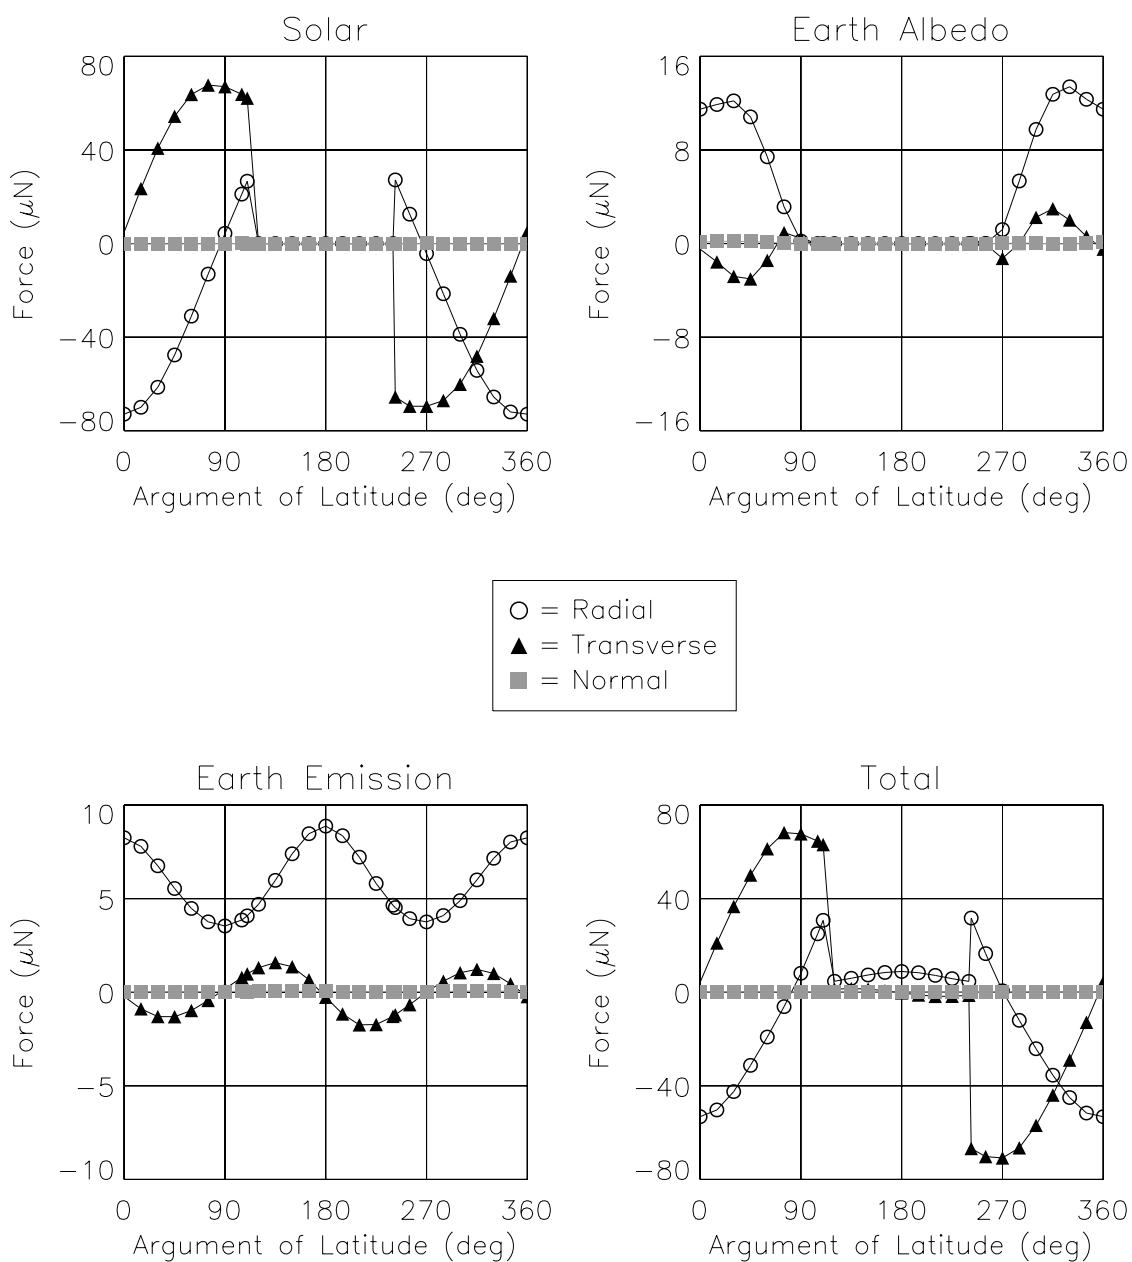 Solar
Earth Albedo
80
40
0
−40
−80
Force (μN)
0 90 180 270 360
Argument of Latitude (deg)
16
8
0
−8
−16
Force (μN)
0 90 180 270 360
Argument of Latitude (deg)
= Radial
= Transverse
= Normal
Earth Emission
Total
10
5
0
−5
−10
Force (μN)
0 90 180 270 360
Argument of Latitude (deg)
80
40
0
−40
−80
Force (μN)
0 90 180 270 360
Argument of Latitude (deg)